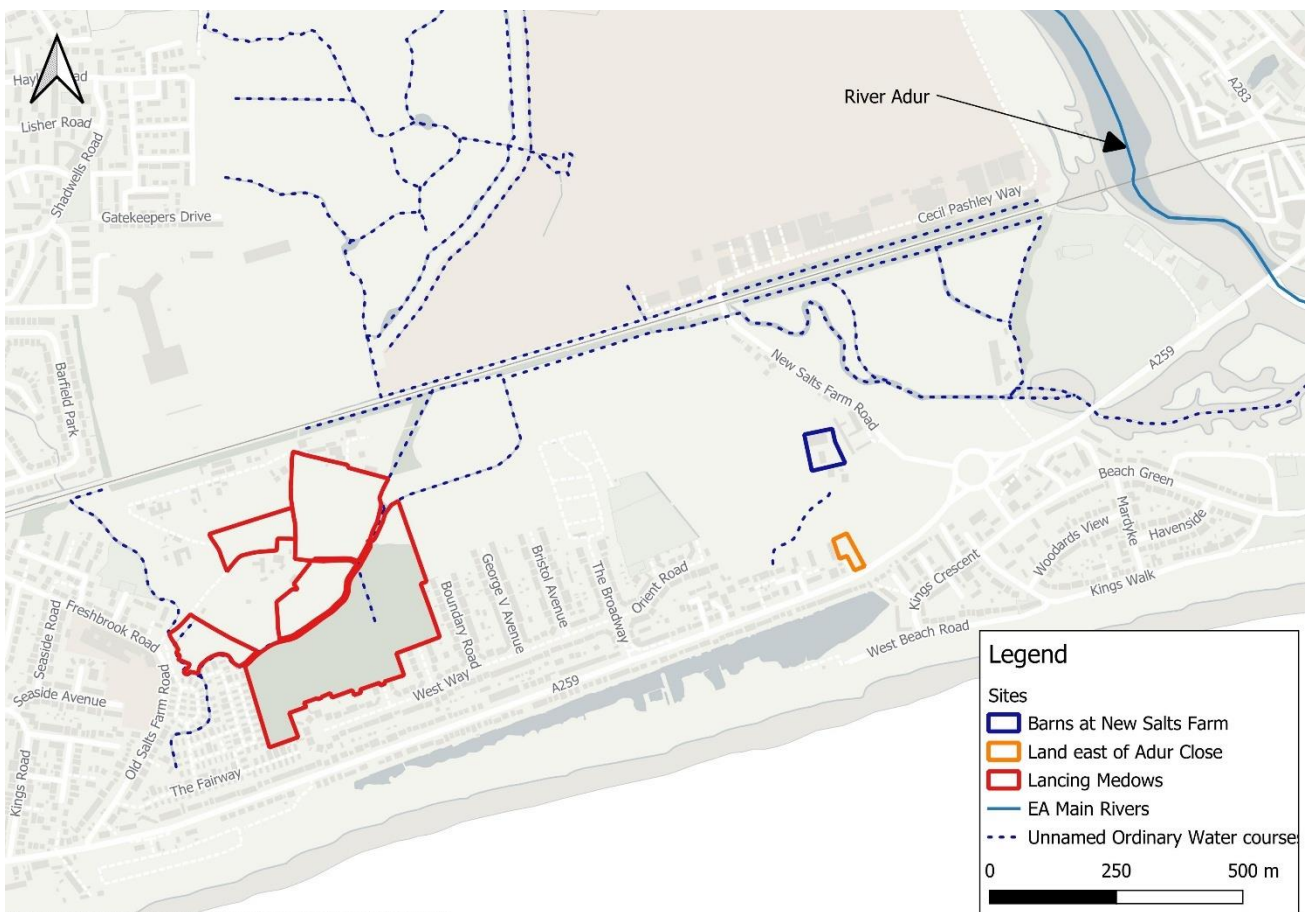 Hay
ad
Lisher Road
Shadwells Road
Gatekeepers Drive
River Adur
A283
Cecil Pashley Way
A259
Barfield Park
New Salts Farm Road
Beach Green
Mardyke
Woodards View
Havenside
Kings Walk
Kings Crescent
West Beach Road
Orient Road
The Broadway
Bristol Avenue
George V Avenue
Boundary Road
West Way
A259
Freshbrook Road
Seaside Road
Seaside Avenue
Old Salts Farm Road
Kings Road
The Fairway
Legend
Sites
Barns at New Salts Farm
Land east of Adur Close
Lancing Medows
EA Main Rivers
Unnamed Ordinary Water courses
0 250 500 m